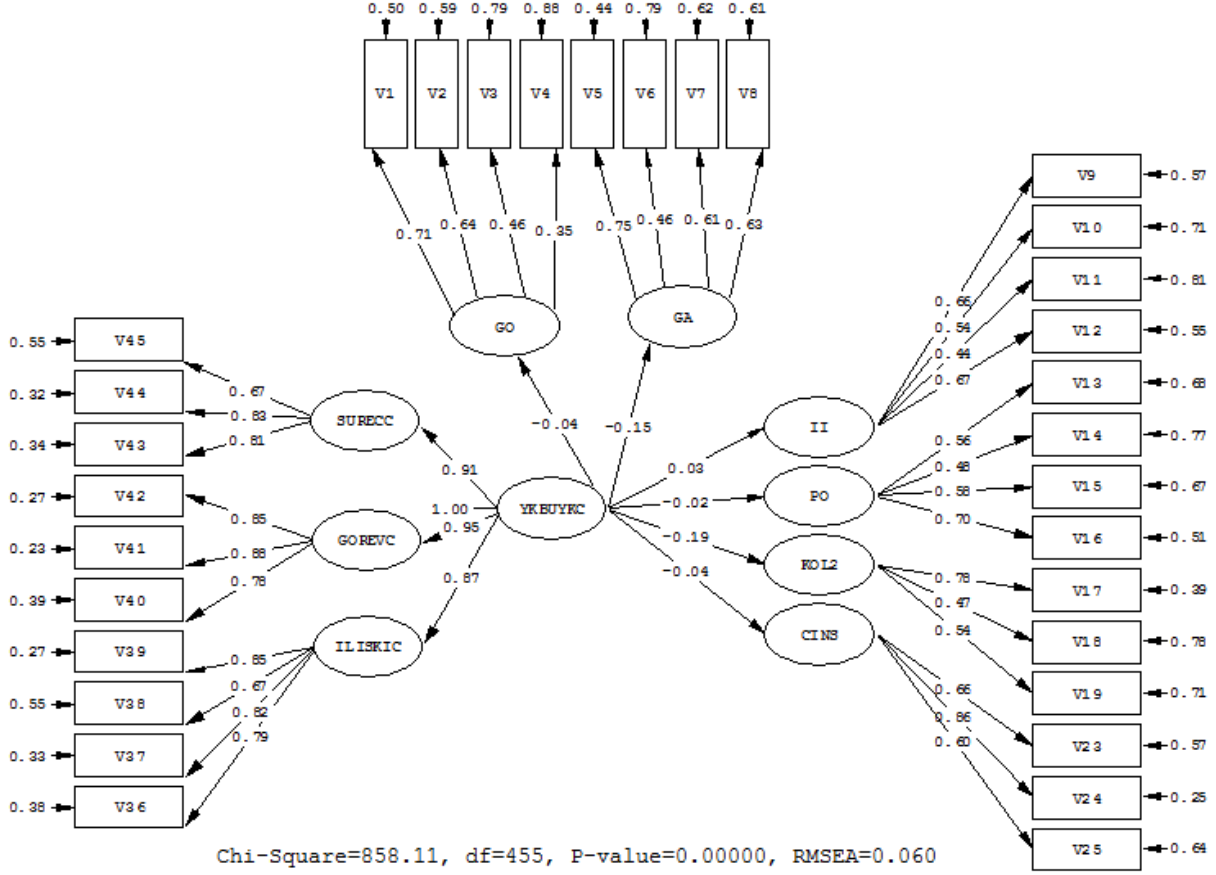 0.50 0.59 0.79 0.88 0.44 0.79 0.62 0.61
V1 V2 V3 V4 V5 V6 V7 V8
0.71 0.64 0.46 0.35 0.75 0.46 0.61 0.63
GO GA
V9 0.57
V10 0.71
V11 0.81
V12 0.55
V13 0.68
V14 0.77
V15 0.67
V16 0.51
V17 0.39
V18 0.78
V19 0.71
V23 0.57
V24 0.25
V25 0.64
0.66
0.54
0.44
0.67
0.56
0.48
0.58
0.70
0.78
0.47
0.54
0.66
0.86
0.60
II
PO
KOL2
CINS
-0.04 -0.15
0.03
-0.02
-0.19
-0.04
YKBUYKC
1.00
0.91
0.95
0.87
SURECC
GOREVC
ILISKIC
0.67
0.83
0.81
0.85
0.88
0.78
0.85
0.67
0.82
0.79
0.55 V45
0.32 V44
0.34 V43
0.27 V42
0.23 V41
0.39 V40
0.27 V39
0.55 V38
0.33 V37
0.38 V36
Chi-Square=858.11, df=455, P-value=0.00000, RMSEA=0.060